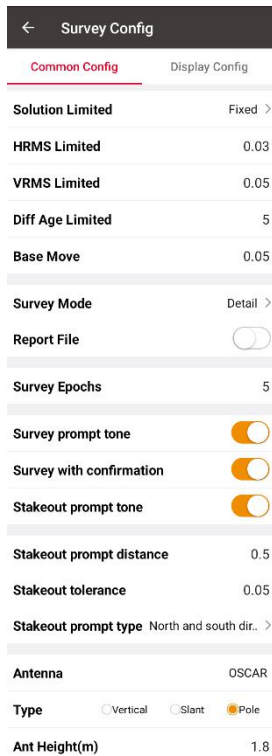 Survey Config
Common Config Display Config
Solution Limited Fixed
HRMS Limited 0.03
VRMS Limited 0.05
Diff Age Limited 5
Base Move 0.05
Survey Mode Detail
Report File
Survey Epochs 5
Survey prompt tone
Survey with confirmation
Stakeout prompt tone
Stakeout prompt distance 0.5
Stakeout tolerance 0.05
Stakeout prompt type North and south dir..
Antenna OSCAR
Type Vertical Slant Pole
Ant Height(m) 1.8